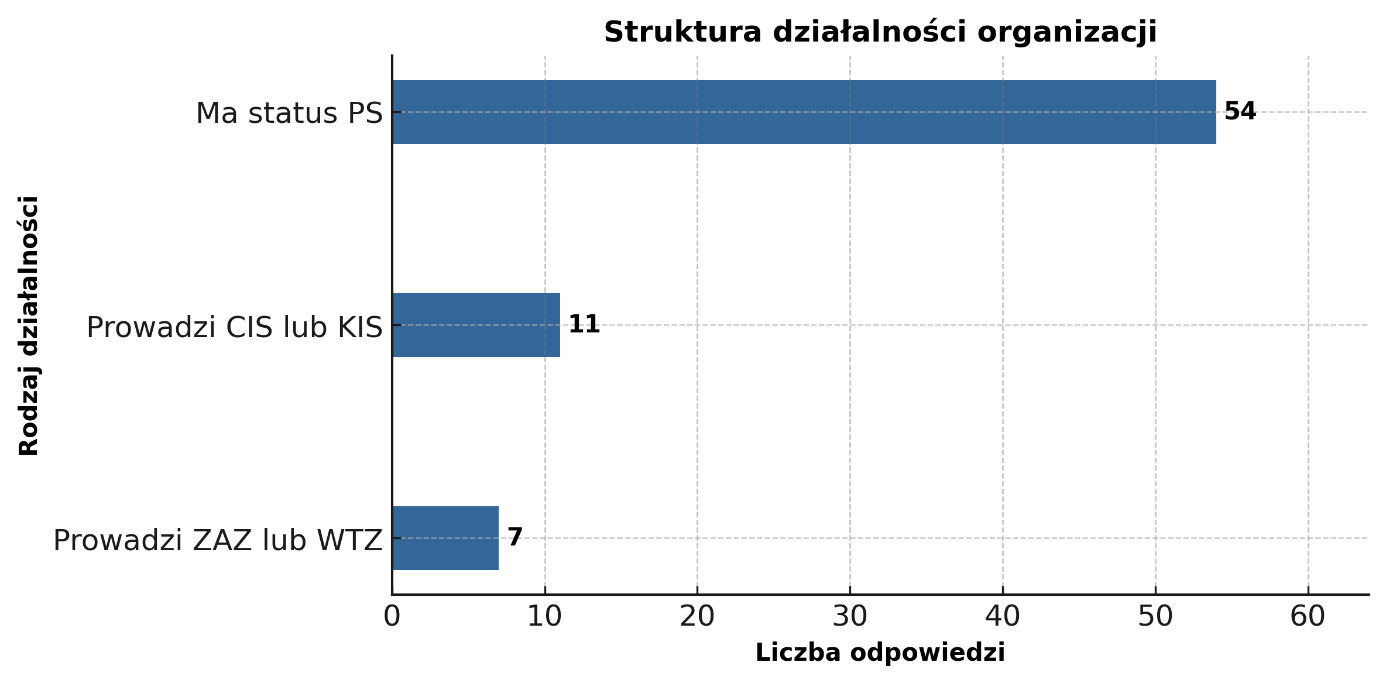 Struktura działalności organizacji
Rodzaj działalności
Ma status PS
54
Prowadzi CIS lub KIS
11
Prowadzi ZAZ lub WTZ
7
0 10 20 30 40 50 60
Liczba odpowiedzi